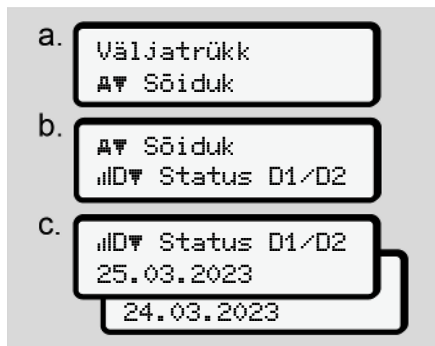 a.
Väljatrükk
Sõiduk
b.
Sõiduk
D Status D1/D2
c.
D Status D1/D2
25.03.2023
24.03.2023